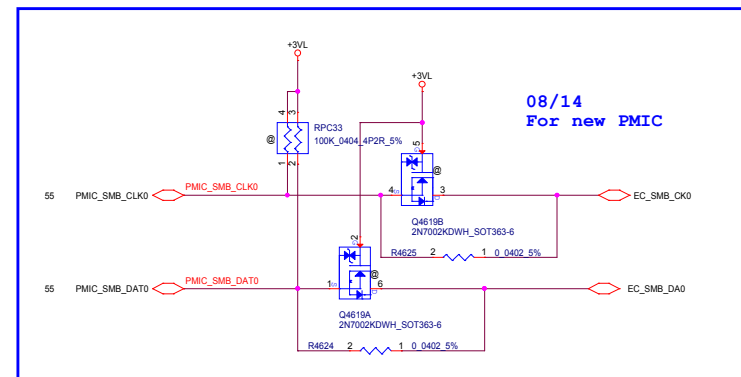 +3VL
+3VL
08/14
For new PMIC
4 3
@
RPC33
100K_0404_4P2R_5%
1 2
5
G
@
55 PMIC_SMB_CLK0 PMIC_SMB_CLK0 4 S D 3 EC_SMB_CK0
Q4619B
2N7002KDWH_SOT363-6
2
G
R4625 2 1 0_0402_5%
@
55 PMIC_SMB_DAT0 PMIC_SMB_DAT0 1 S D 6 EC_SMB_DA0
Q4619A
2N7002KDWH_SOT363-6
R4624 2 1 0_0402_5%